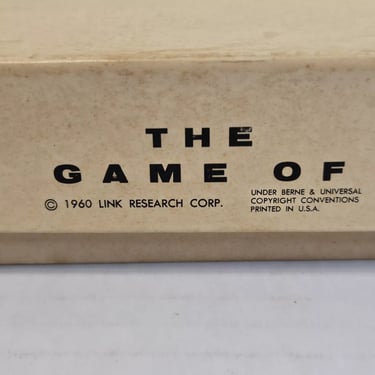 THE
GAME OF
© 1960 LINK RESEARCH CORP.
UNDER BERNE & UNIVERSAL
COPYRIGHT CONVENTIONS
PRINTED IN U.S.A.